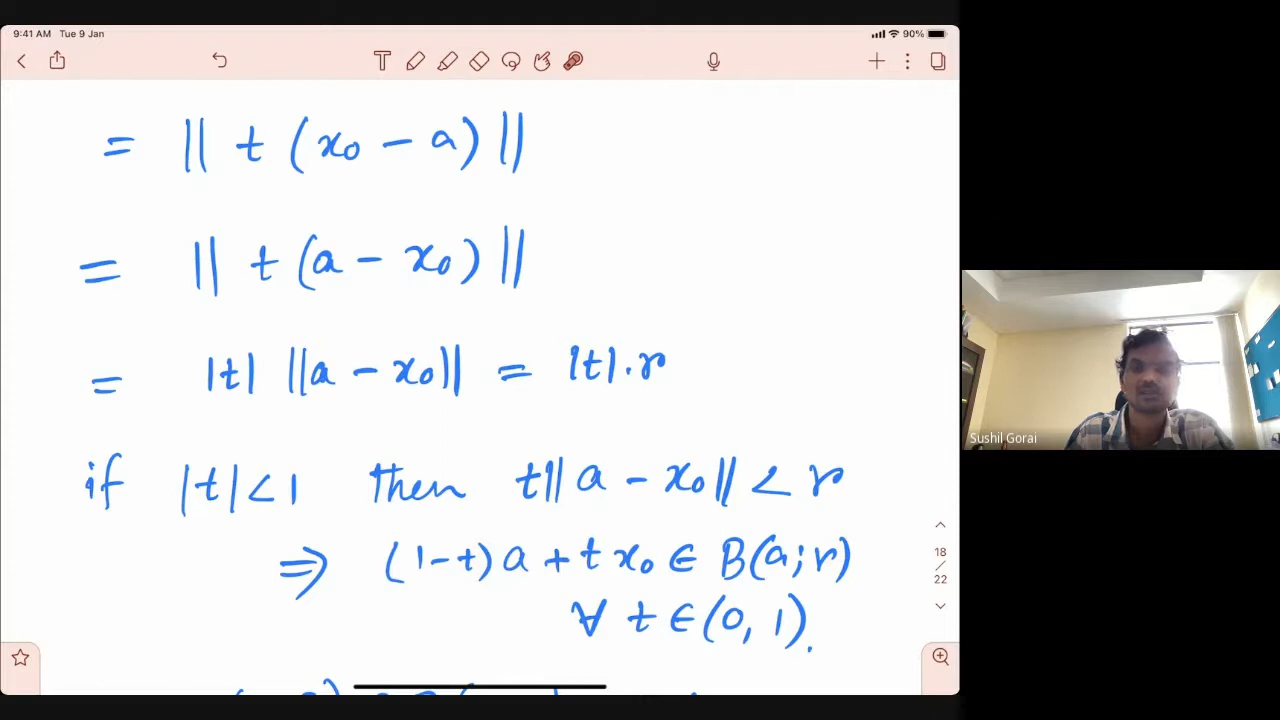 9:41 AM Tue 9 Jan
90%
= || t (x₀ − a) ||
= || t (a − x₀) ||
= |t| ||a − x₀|| = |t|.r
if |t| < 1 then t||a − x₀|| < r
⇒ (1−t)a + t x₀ ∈ B(a; r)
∀ t ∈ (0, 1).
18
/
22
Sushil Gorai